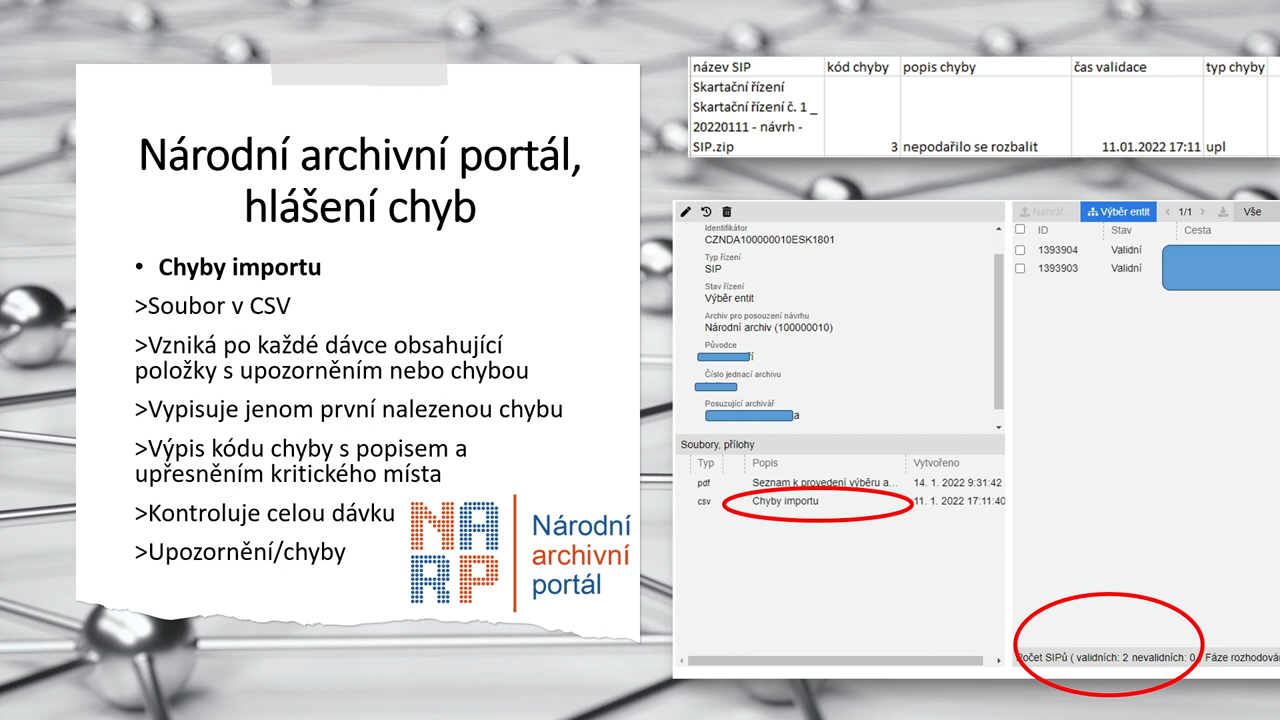 Národní archivní portál,
hlášení chyb
• Chyby importu
>Soubor v CSV
>Vzniká po každé dávce obsahující
položky s upozorněním nebo chybou
>Vypisuje jenom první nalezenou chybu
>Výpis kódu chyby s popisem a
upřesněním kritického místa
>Kontroluje celou dávku
>Upozornění/chyby
NA
RP
Národní
archivní
portál
název SIP kód chyby popis chyby čas validace typ chyby
Skartační řízení
Skartační řízení č. 1 _
20220111 - návrh -
SIP.zip 3 nepodařilo se rozbalit 11.01.2022 17:11 upl
Identifikátor
CZNDA100000010ESK1801
Typ řízení
SIP
Stav řízení
Výběr entit
Archiv pro posouzení návrhu
Národní archiv (100000010)
Původce
Číslo jednací archivu
Posuzující archivář
a
Soubory, přílohy
Typ Popis Vytvořeno
pdf Seznam k provedení výběru a... 14. 1. 2022 9:31:42
csv Chyby importu 11. 1. 2022 17:11:40
Nahrát... Výběr entit < 1/1 > Vše
ID Stav Cesta
1393904 Validní
1393903 Validní
Počet SIPů ( validních: 2 nevalidních: 0 Fáze rozhodován